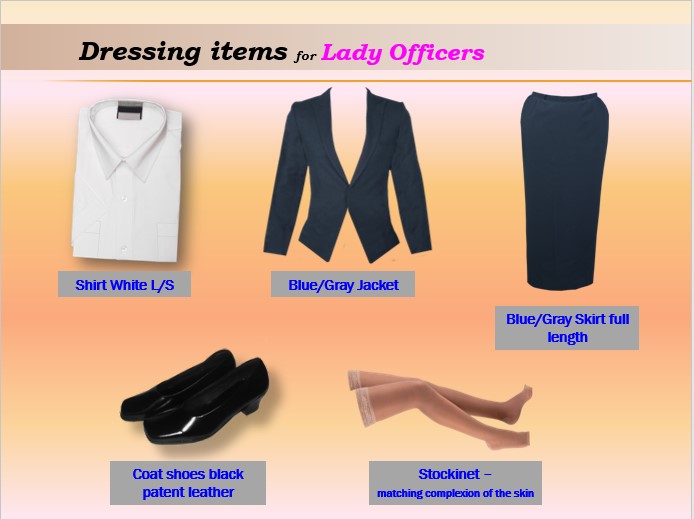 Dressing items for Lady Officers
Shirt White L/S
Blue/Gray Jacket
Blue/Gray Skirt full
length
Coat shoes black
patent leather
Stockinet –
matching complexion of the skin